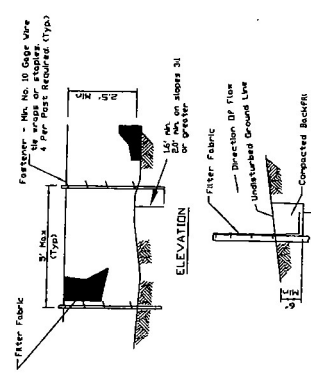 Fastener - Min. No. 10 Gage Wire
tie wraps or staples.
4 Per Post Required. (Typ.)
2.5' Min
5' Max
(Typ.)
1.6' min.
2.0' min. on slopes 3:1
or greater
Filter Fabric
ELEVATION
Filter Fabric
Direction Of Flow
Undisturbed Ground Line
Compacted Backfill
6"
Min